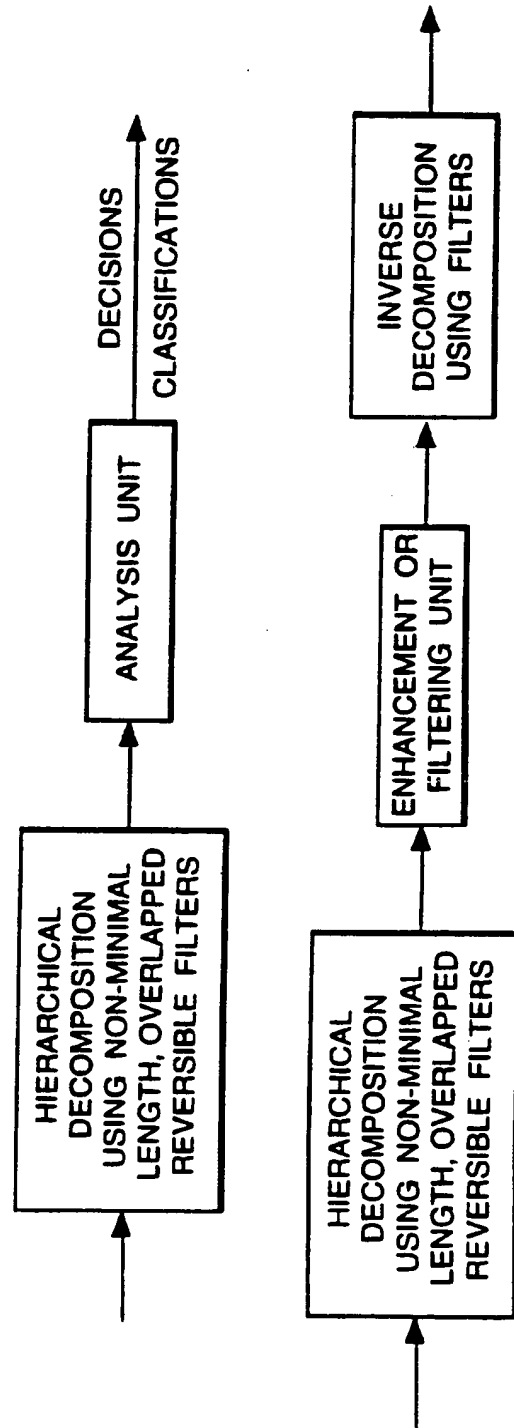 HIERARCHICAL
DECOMPOSITION
USING NON-MINIMAL
LENGTH, OVERLAPPED
REVERSIBLE FILTERS
ANALYSIS UNIT
DECISIONS
CLASSIFICATIONS
HIERARCHICAL
DECOMPOSITION
USING NON-MINIMAL
LENGTH, OVERLAPPED
REVERSIBLE FILTERS
ENHANCEMENT OR
FILTERING UNIT
INVERSE
DECOMPOSITION
USING FILTERS